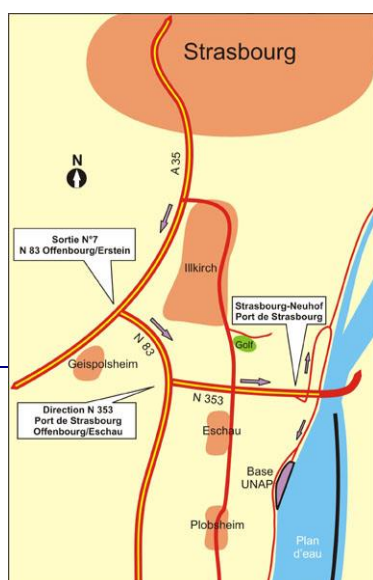 Strasbourg
N
A 35
Sortie N°7
N 83 Offenbourg/Erstein
Illkirch
Strasbourg-Neuhof
Port de Strasbourg
Golf
N 83
Geispolsheim
Direction N 353
Port de Strasbourg
Offenbourg/Eschau
N 353
Eschau
Base
UNAP
Plobsheim
Plan
d'eau